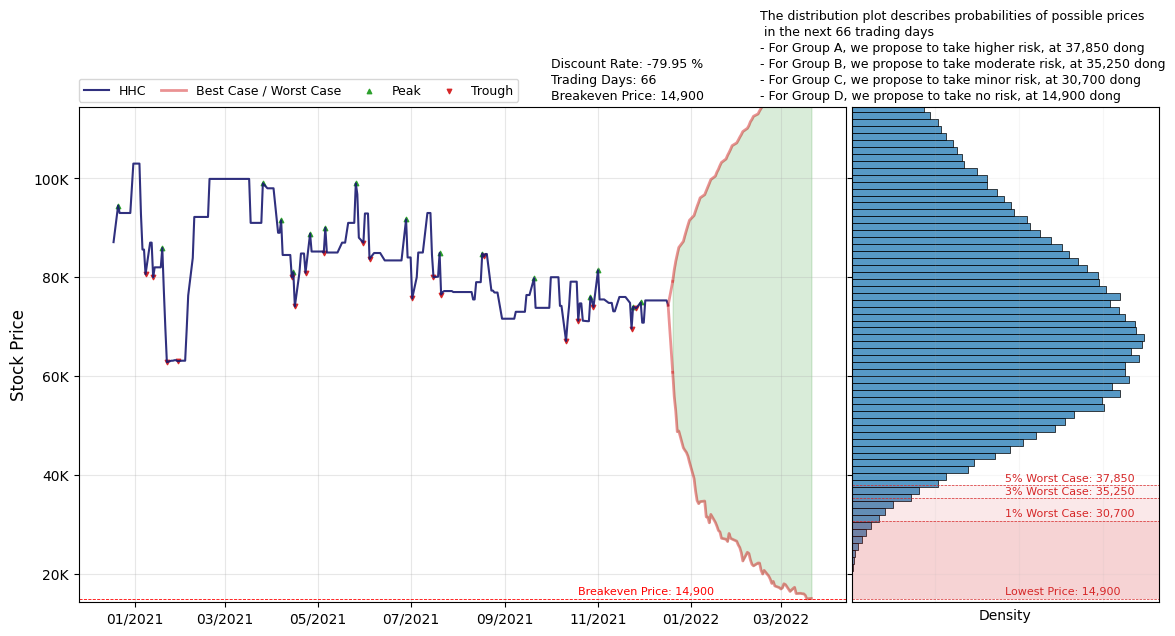 The distribution plot describes probabilities of possible prices
in the next 66 trading days
- For Group A, we propose to take higher risk, at 37,850 dong
- For Group B, we propose to take moderate risk, at 35,250 dong
- For Group C, we propose to take minor risk, at 30,700 dong
- For Group D, we propose to take no risk, at 14,900 dong
Discount Rate: -79.95 %
Trading Days: 66
Breakeven Price: 14,900
HHC
Best Case / Worst Case
Peak
Trough
Stock Price
100K
80K
60K
40K
20K
Breakeven Price: 14,900
01/2021
03/2021
05/2021
07/2021
09/2021
11/2021
01/2022
03/2022
5% Worst Case: 37,850
3% Worst Case: 35,250
1% Worst Case: 30,700
Lowest Price: 14,900
Density